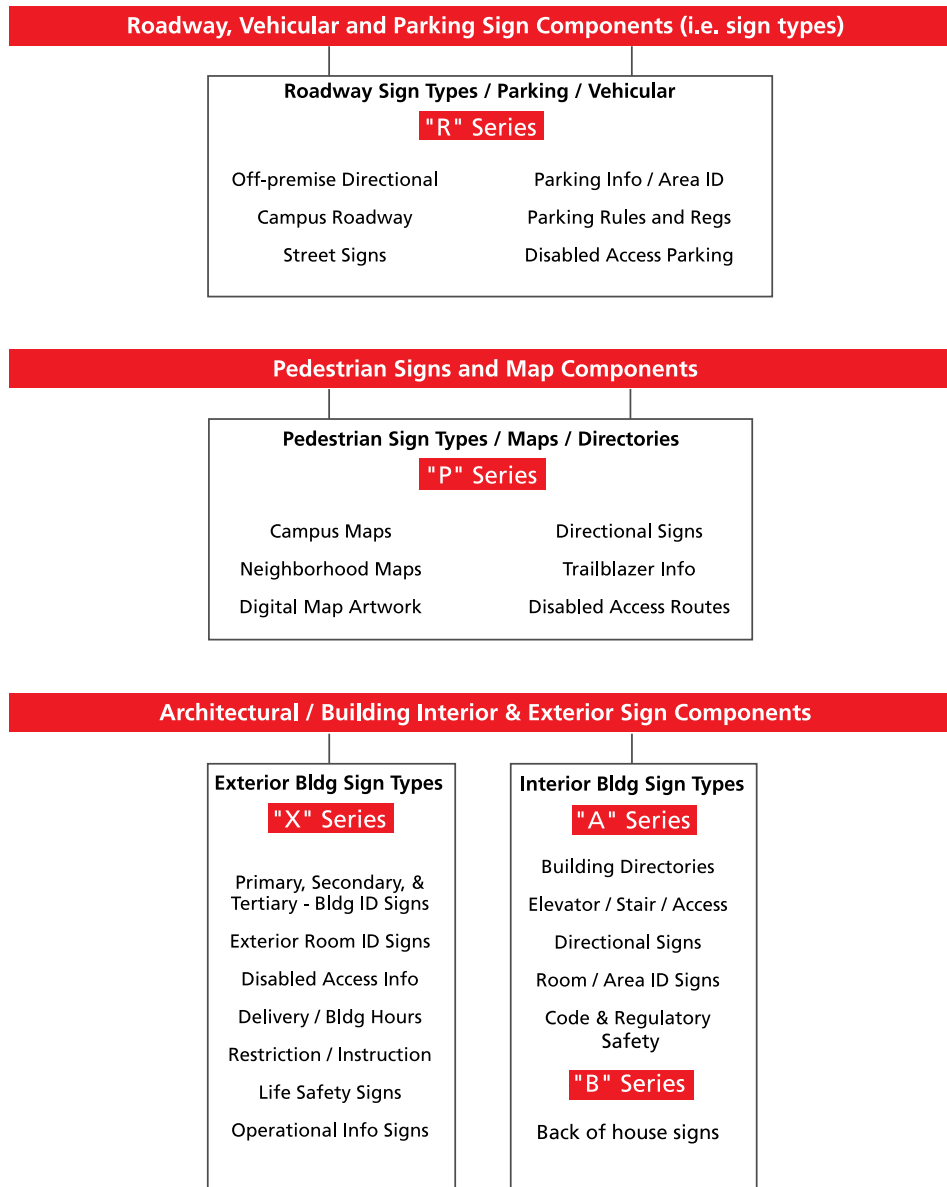 Roadway, Vehicular and Parking Sign Components (i.e. sign types)
Roadway Sign Types / Parking / Vehicular
"R" Series
Off-premise Directional
Campus Roadway
Street Signs
Parking Info / Area ID
Parking Rules and Regs
Disabled Access Parking
Pedestrian Signs and Map Components
Pedestrian Sign Types / Maps / Directories
"P" Series
Campus Maps
Neighborhood Maps
Digital Map Artwork
Directional Signs
Trailblazer Info
Disabled Access Routes
Architectural / Building Interior & Exterior Sign Components
Exterior Bldg Sign Types
"X" Series
Primary, Secondary, &
Tertiary - Bldg ID Signs
Exterior Room ID Signs
Disabled Access Info
Delivery / Bldg Hours
Restriction / Instruction
Life Safety Signs
Operational Info Signs
Interior Bldg Sign Types
"A" Series
Building Directories
Elevator / Stair / Access
Directional Signs
Room / Area ID Signs
Code & Regulatory
Safety
"B" Series
Back of house signs